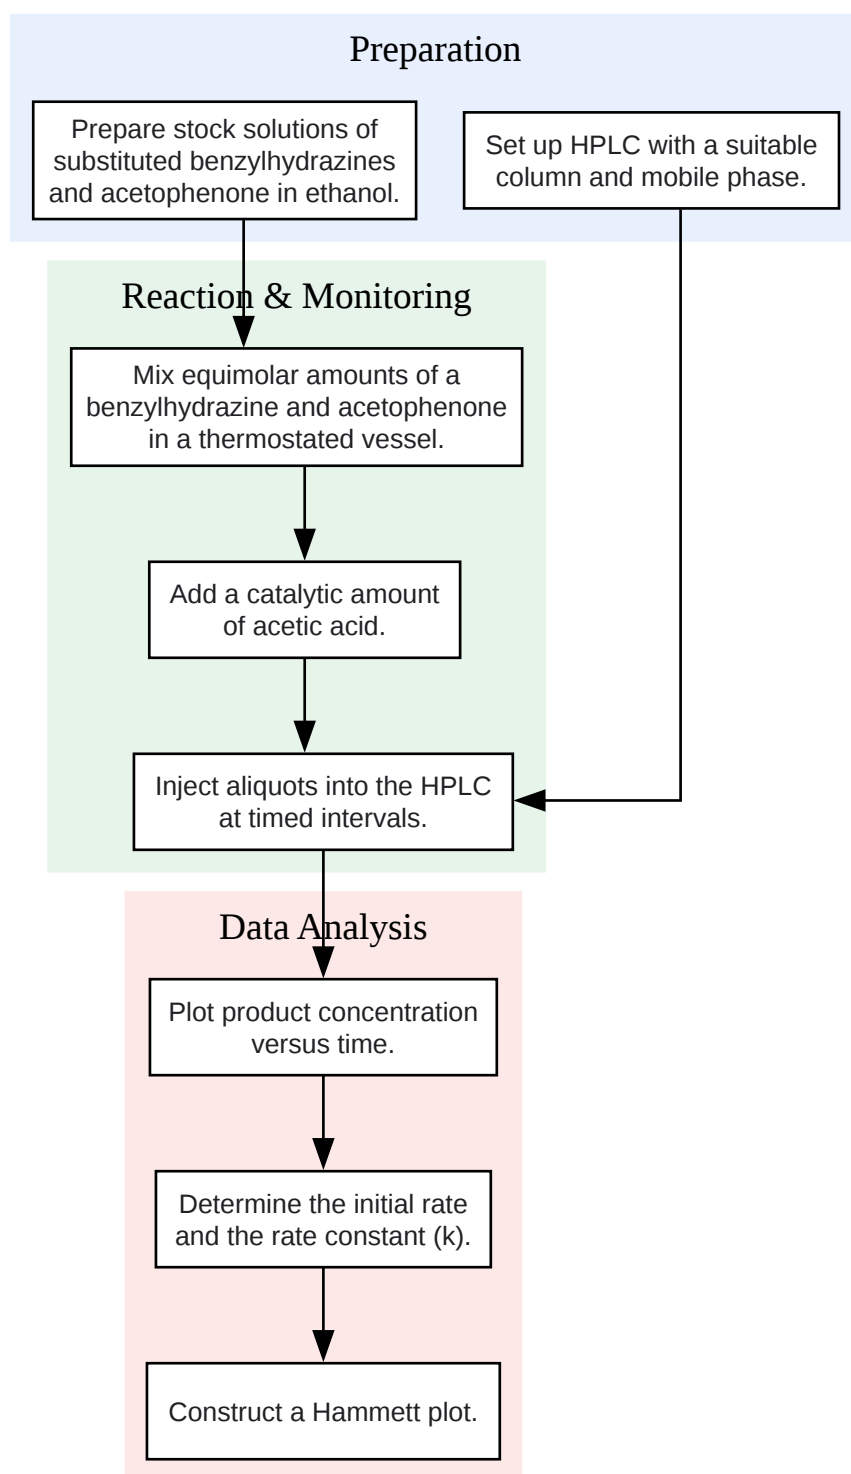 Preparation
Prepare stock solutions of
substituted benzylhydrazines
and acetophenone in ethanol.
Set up HPLC with a suitable
column and mobile phase.
Reaction & Monitoring
Mix equimolar amounts of a
benzylhydrazine and acetophenone
in a thermostated vessel.
Add a catalytic amount
of acetic acid.
Inject aliquots into the HPLC
at timed intervals.
Data Analysis
Plot product concentration
versus time.
Determine the initial rate
and the rate constant (k).
Construct a Hammett plot.